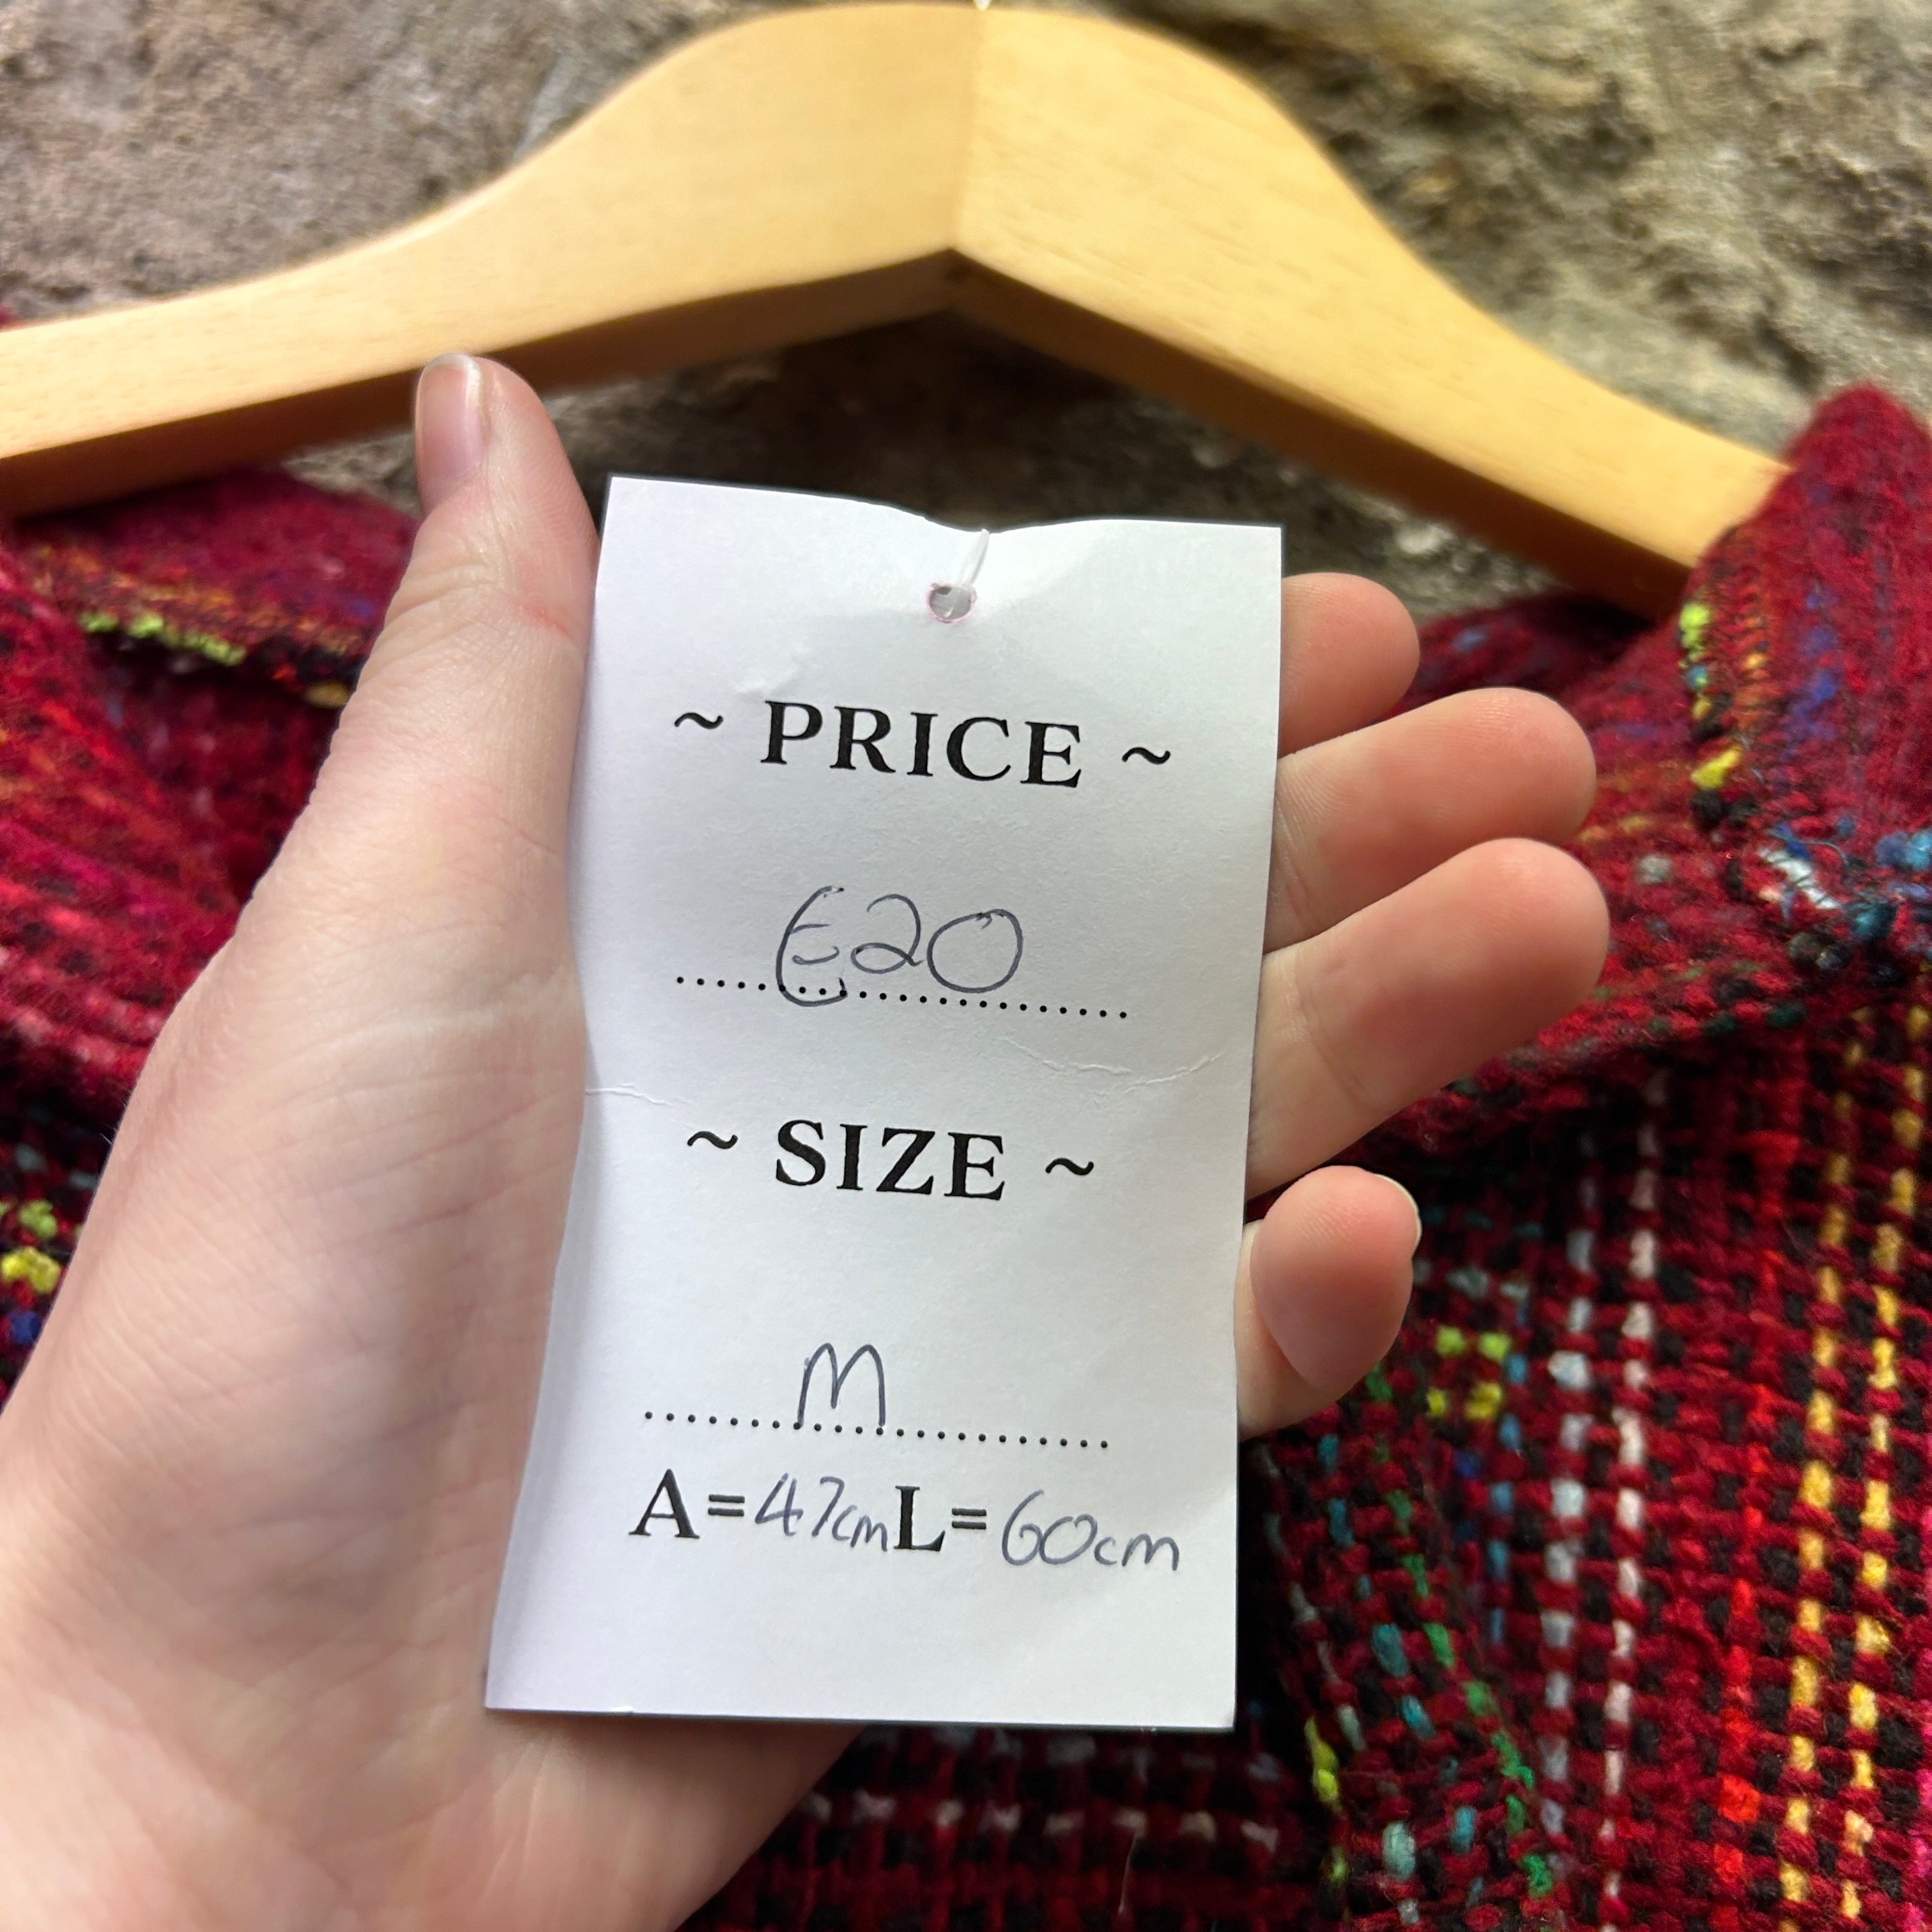 ~ PRICE ~
€20
~ SIZE ~
M
A=47cm L=60cm